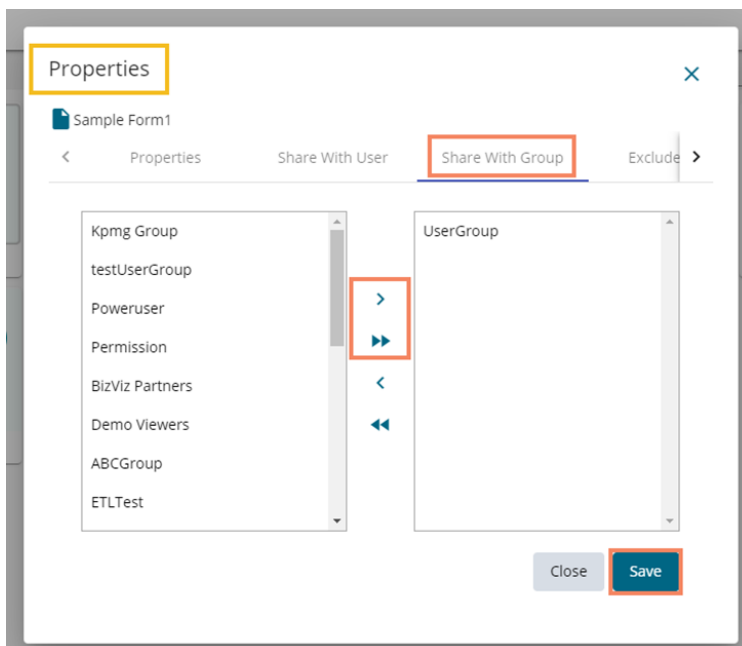 Properties
Sample Form1
Properties Share With User Share With Group Exclude
Kpmg Group
testUserGroup
Poweruser
Permission
BizViz Partners
Demo Viewers
ABCGroup
ETLTest
UserGroup
Close Save